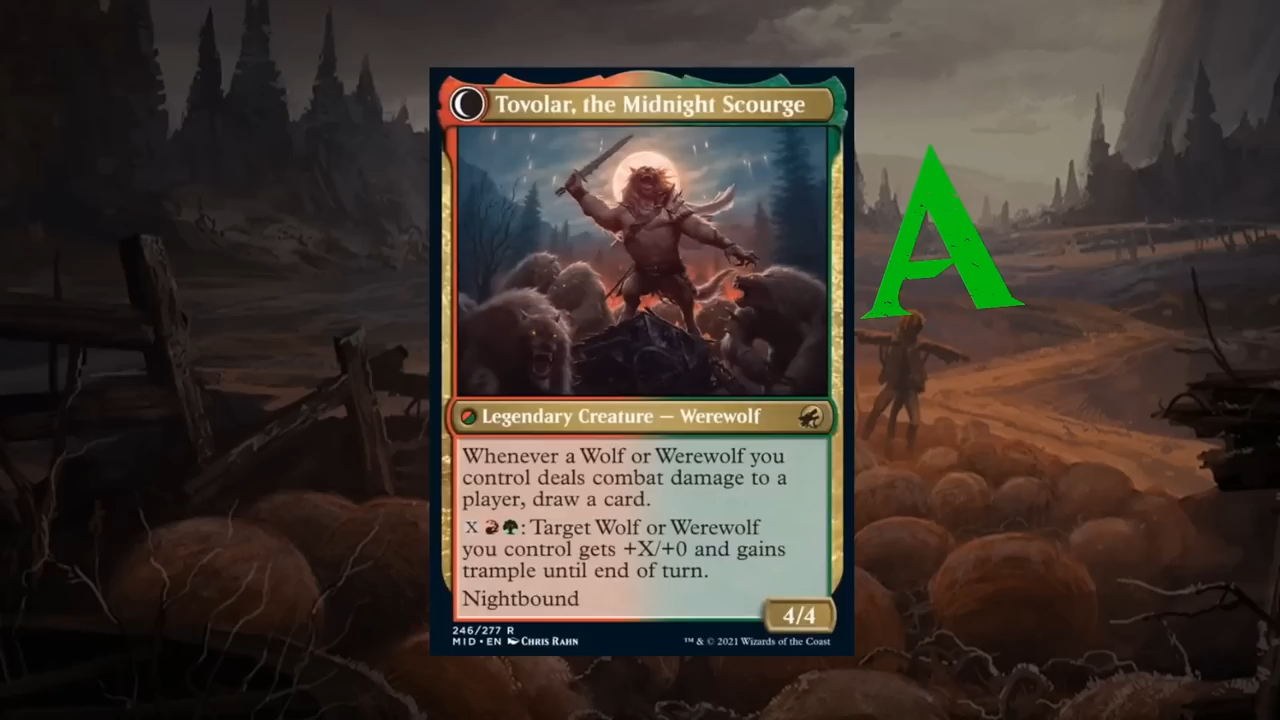 Tovolar, the Midnight Scourge
A
Legendary Creature — Werewolf
Whenever a Wolf or Werewolf you
control deals combat damage to a
player, draw a card.
X : Target Wolf or Werewolf
you control gets +X/+0 and gains
trample until end of turn.
Nightbound
4/4
246/277 R
MID • EN Chris Rahn
™ & © 2021 Wizards of the Coast